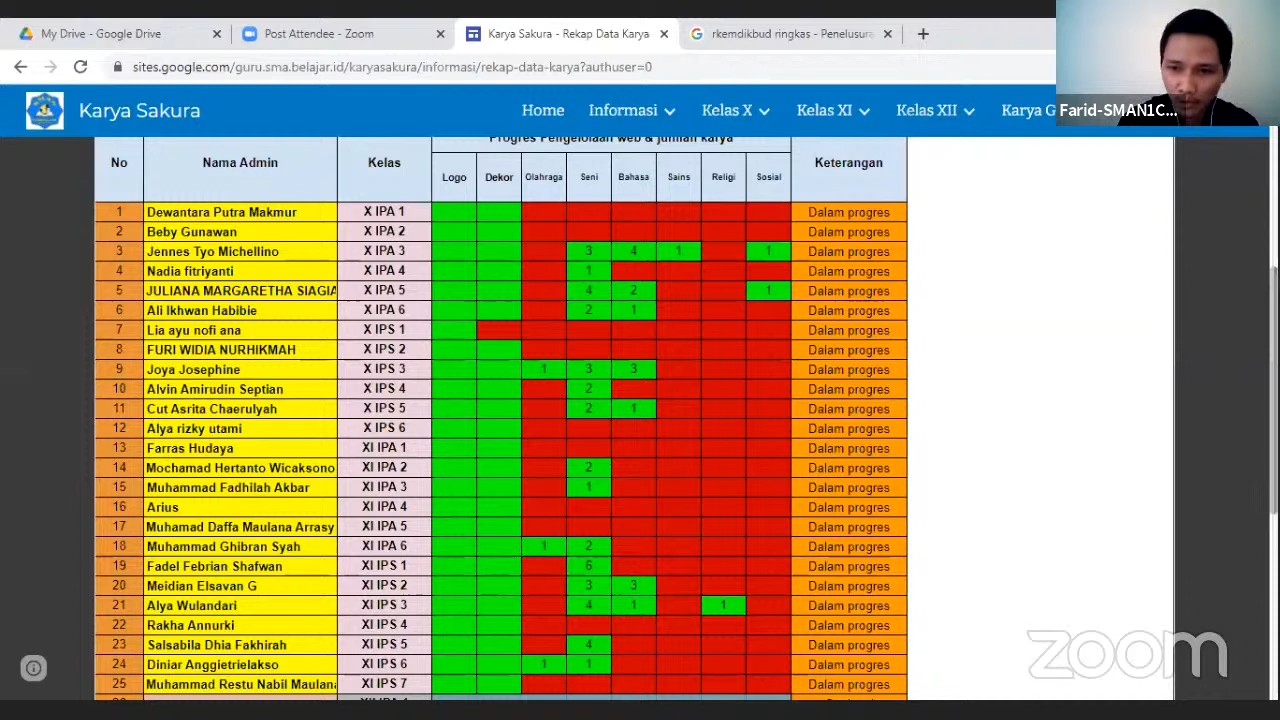 My Drive - Google Drive
Post Attendee - Zoom
Karya Sakura - Rekap Data Karya
rkemdikbud ringkas - Penelusura
sites.google.com/guru.sma.belajar.id/karyasakura/informasi/rekap-data-karya?authuser=0
Farid-SMAN1C...
Karya Sakura
Home Informasi Kelas X Kelas XI Kelas XII Karya G
Progres Pengelolaan web & jumlah karya
No Nama Admin Kelas Keterangan
Logo Dekor Olahraga Seni Bahasa Sains Religi Sosial
1 Dewantara Putra Makmur X IPA 1 Dalam progres
2 Beby Gunawan X IPA 2 Dalam progres
3 Jennes Tyo Michellino X IPA 3 3 4 1 1 Dalam progres
4 Nadia fitriyanti X IPA 4 1 Dalam progres
5 JULIANA MARGARETHA SIAGIA X IPA 5 4 2 1 Dalam progres
6 Ali Ikhwan Habibie X IPA 6 2 1 Dalam progres
7 Lia ayu nofi ana X IPS 1 Dalam progres
8 FURI WIDIA NURHIKMAH X IPS 2 Dalam progres
9 Joya Josephine X IPS 3 1 3 3 Dalam progres
10 Alvin Amirudin Septian X IPS 4 2 Dalam progres
11 Cut Asrita Chaerulyah X IPS 5 2 1 Dalam progres
12 Alya rizky utami X IPS 6 Dalam progres
13 Farras Hudaya XI IPA 1 Dalam progres
14 Mochamad Hertanto Wicaksono XI IPA 2 2 Dalam progres
15 Muhammad Fadhilah Akbar XI IPA 3 1 Dalam progres
16 Arius XI IPA 4 Dalam progres
17 Muhamad Daffa Maulana Arrasy XI IPA 5 Dalam progres
18 Muhammad Ghibran Syah XI IPA 6 1 2 Dalam progres
19 Fadel Febrian Shafwan XI IPS 1 6 Dalam progres
20 Meidian Elsavan G XI IPS 2 3 3 Dalam progres
21 Alya Wulandari XI IPS 3 4 1 1 Dalam progres
22 Rakha Annurki XI IPS 4 Dalam progres
23 Salsabila Dhia Fakhirah XI IPS 5 4 Dalam progres
24 Diniar Anggietrielakso XI IPS 6 1 1 Dalam progres
25 Muhammad Restu Nabil Maulana XI IPS 7 Dalam progres
zoom